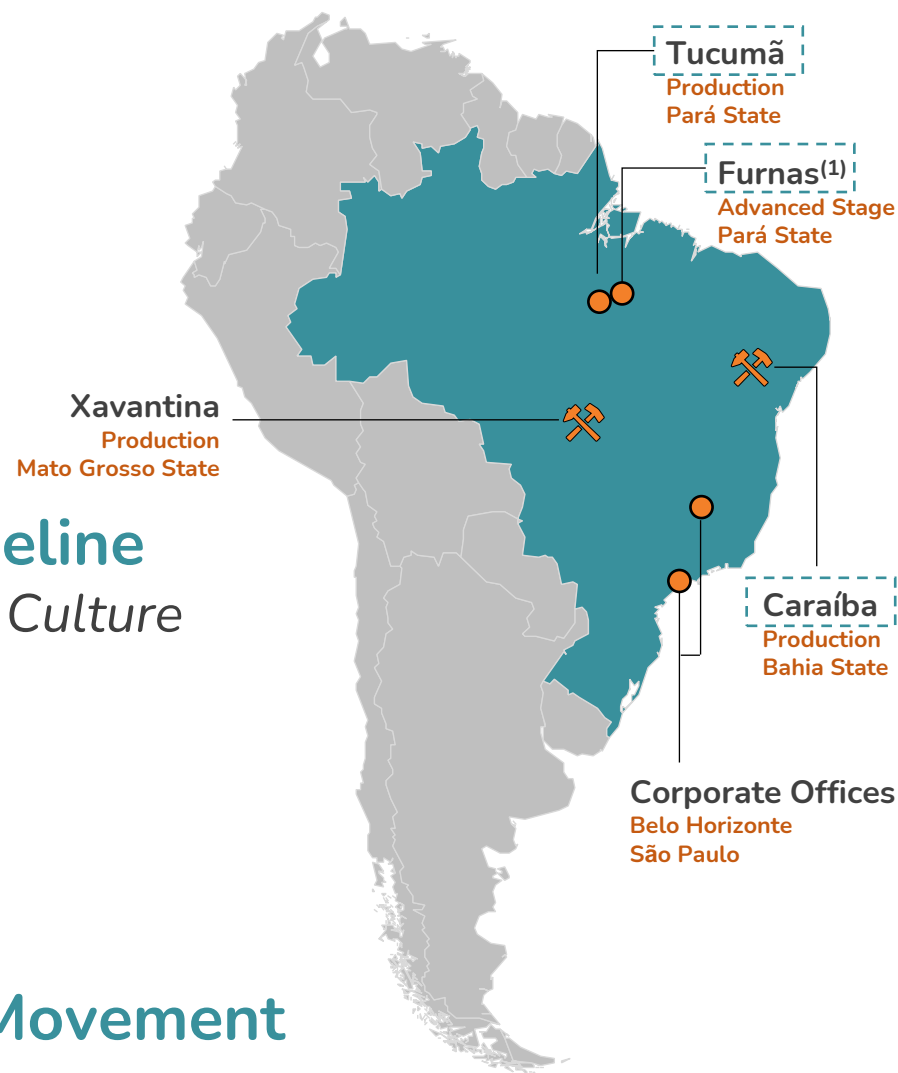 Tucumã
Production
Pará State
Furnas(1)
Advanced Stage
Pará State
Xavantina
Production
Mato Grosso State
eline
Culture
Caraíba
Production
Bahia State
Corporate Offices
Belo Horizonte
São Paulo
Movement